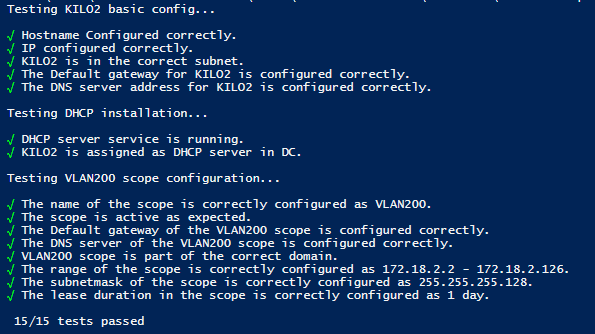 Testing KILO2 basic config...
√ Hostname Configured correctly.
√ IP configured correctly.
√ KILO2 is in the correct subnet.
√ The Default gateway for KILO2 is configured correctly.
√ The DNS server address for KILO2 is configured correctly.
Testing DHCP installation...
√ DHCP server service is running.
√ KILO2 is assigned as DHCP server in DC.
Testing VLAN200 scope configuration...
√ The name of the scope is correctly configured as VLAN200.
√ The scope is active as expected.
√ The Default gateway of the VLAN200 scope is configured correctly.
√ The DNS server of the VLAN200 scope is configured correctly.
√ VLAN200 scope is part of the correct domain.
√ The range of the scope is correctly configured as 172.18.2.2 - 172.18.2.126.
√ The subnetmask of the scope is correctly configured as 255.255.255.128.
√ The lease duration in the scope is correctly configured as 1 day.
15/15 tests passed